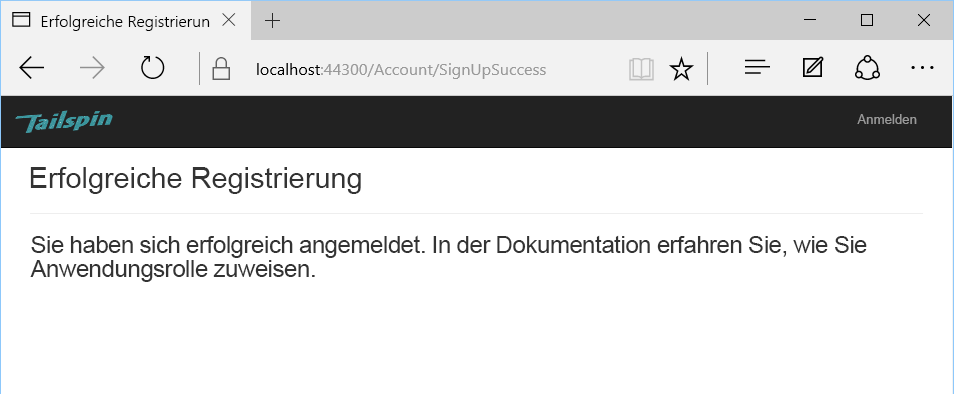 Erfolgreiche Registrierun
localhost:44300/Account/SignUpSuccess
Tailspin
Anmelden
Erfolgreiche Registrierung
Sie haben sich erfolgreich angemeldet. In der Dokumentation erfahren Sie, wie Sie
Anwendungsrolle zuweisen.